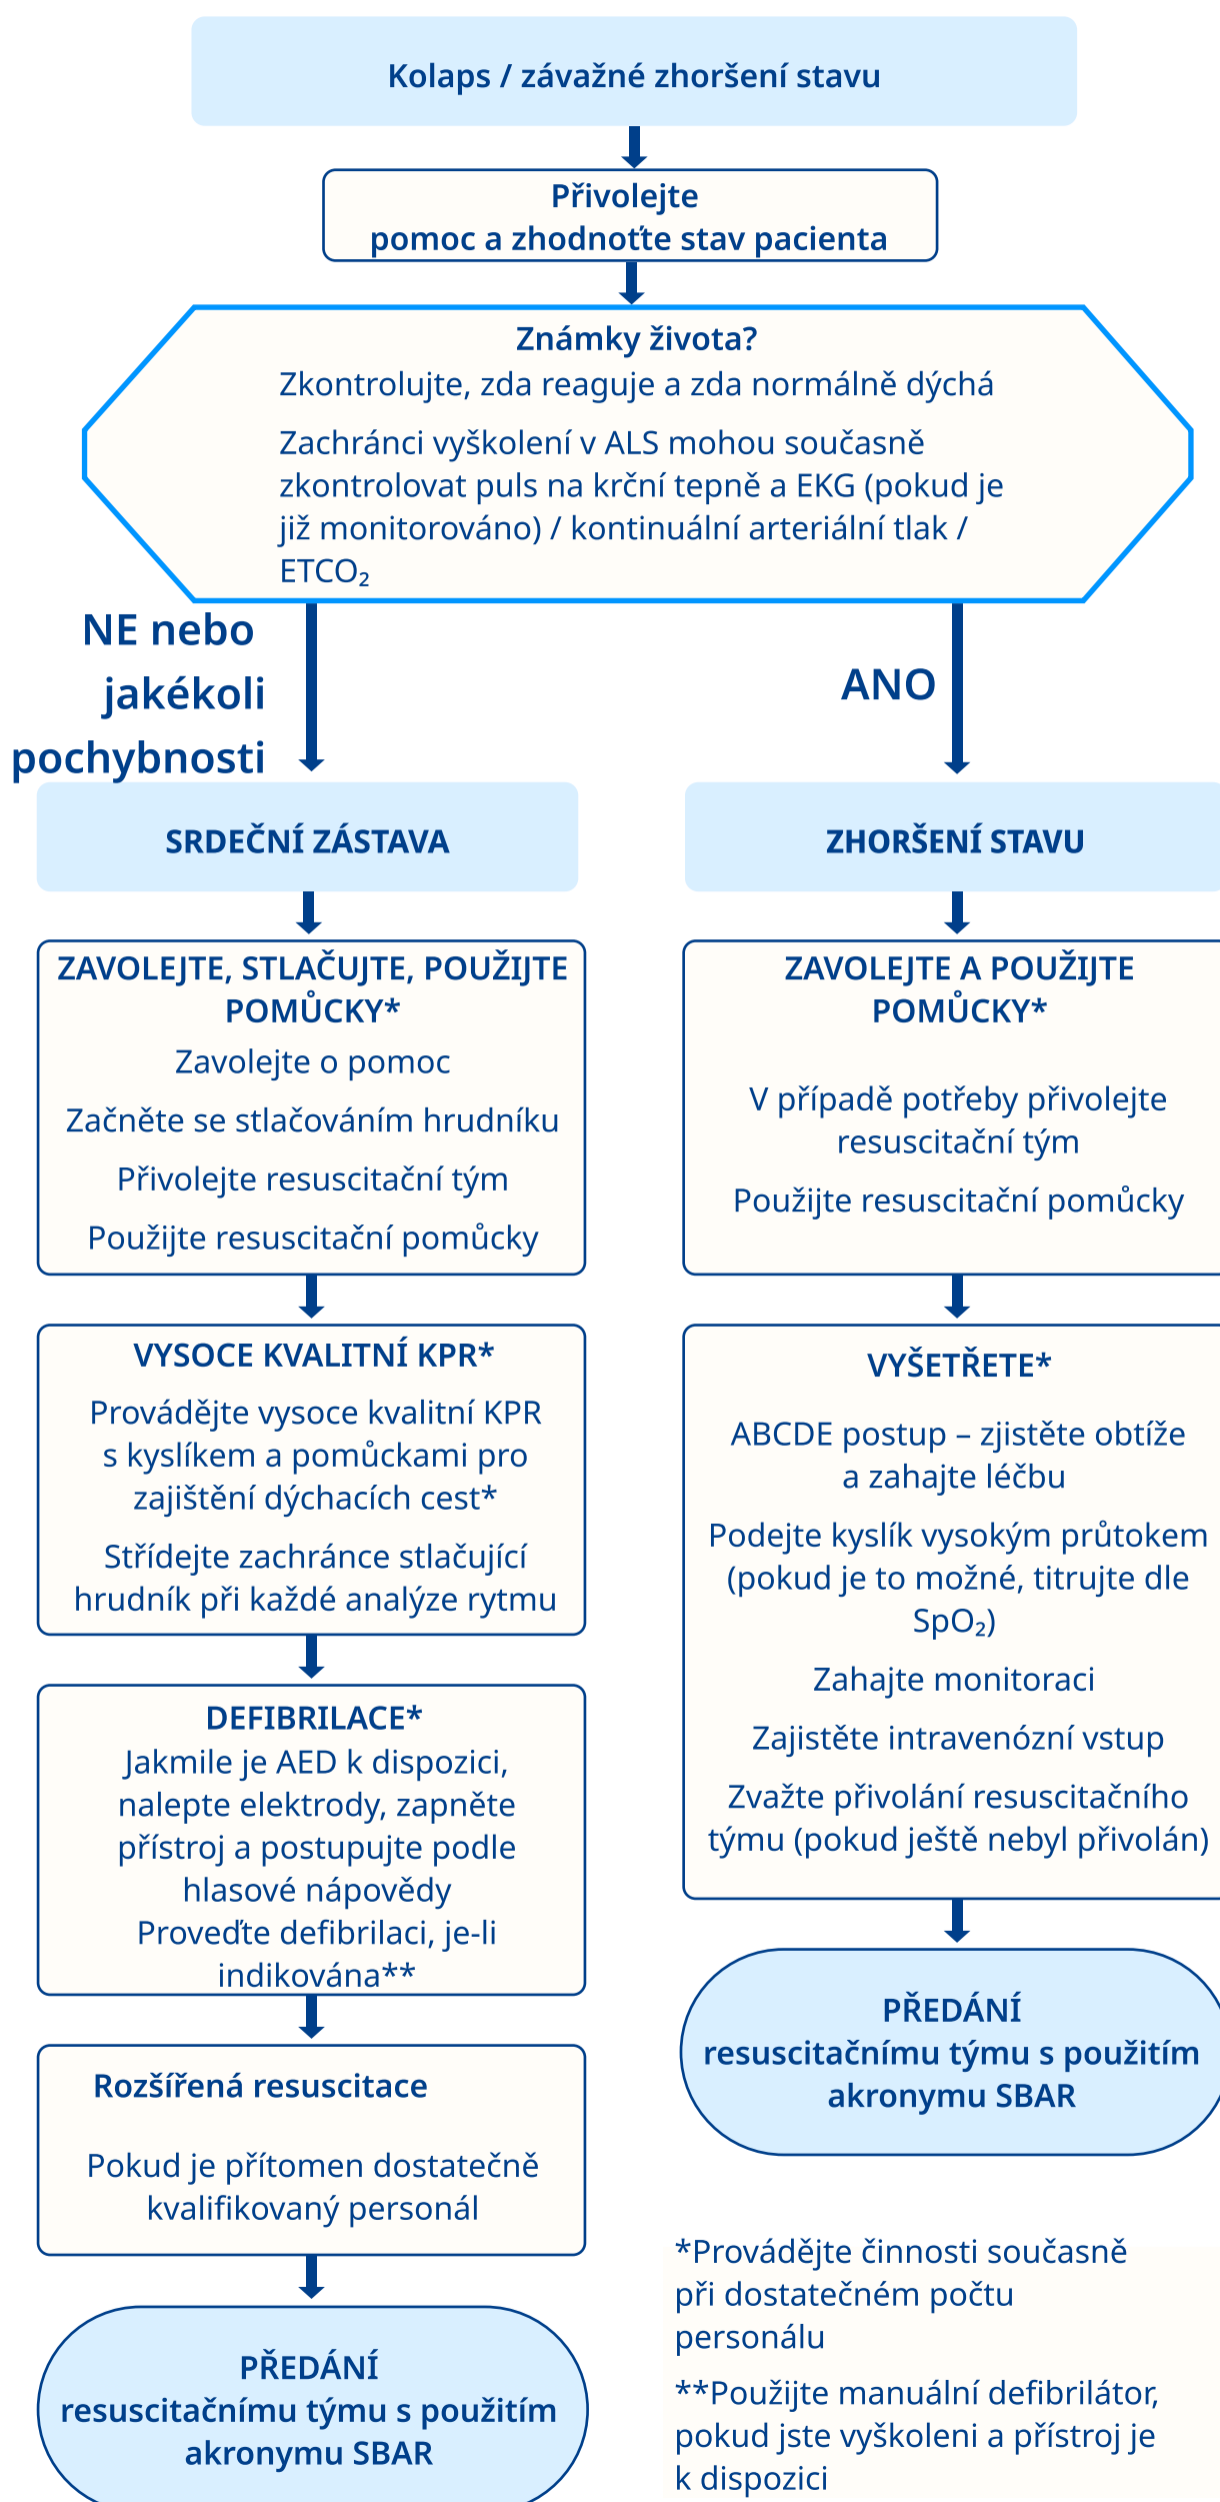 Kolaps / závažné zhoršení stavu
Přivolejte
pomoc a zhodnoťte stav pacienta
Známky života?
Zkontrolujte, zda reaguje a zda normálně dýchá
Zachránci vyškolení v ALS mohou současně
zkontrolovat puls na krční tepně a EKG (pokud je
již monitorováno) / kontinuální arteriální tlak /
ETCO₂
NE nebo
jakékoli
pochybnosti
ANO
SRDEČNÍ ZÁSTAVA
ZAVOLEJTE, STLAČUJTE, POUŽIJTE
POMŮCKY*
Zavolejte o pomoc
Začněte se stlačováním hrudníku
Přivolejte resuscitační tým
Použijte resuscitační pomůcky
VYSOCE KVALITNÍ KPR*
Provádějte vysoce kvalitní KPR
s kyslíkem a pomůckami pro
zajištění dýchacích cest*
Střídejte zachránce stlačující
hrudník při každé analýze rytmu
DEFIBRILACE*
Jakmile je AED k dispozici,
nalepte elektrody, zapněte
přístroj a postupujte podle
hlasové nápovědy
Proveďte defibrilaci, je-li
indikována**
Rozšířená resuscitace
Pokud je přítomen dostatečně
kvalifikovaný personál
PŘEDÁNÍ
resuscitačnímu týmu s použitím
akronymu SBAR
ZHORŠENÍ STAVU
ZAVOLEJTE A POUŽIJTE
POMŮCKY*
V případě potřeby přivolejte
resuscitační tým
Použijte resuscitační pomůcky
VYŠETŘETE*
ABCDE postup – zjistěte obtíže
a zahajte léčbu
Podejte kyslík vysokým průtokem
(pokud je to možné, titrujte dle
SpO₂)
Zahajte monitoraci
Zajistěte intravenózní vstup
Zvažte přivolání resuscitačního
týmu (pokud ještě nebyl přivolán)
PŘEDÁNÍ
resuscitačnímu týmu s použitím
akronymu SBAR
*Provádějte činnosti současně
při dostatečném počtu
personálu
**Použijte manuální defibrilátor,
pokud jste vyškoleni a přístroj je
k dispozici